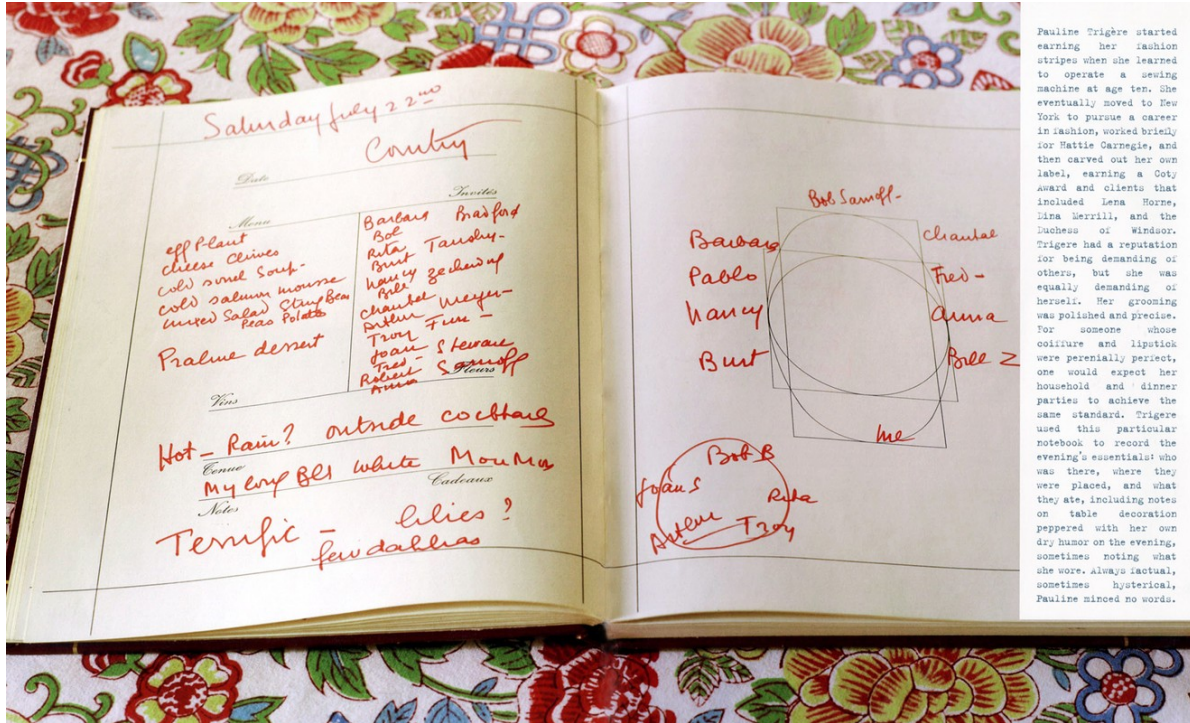 Saturday July 22nd
Country
Date
Invités
Menu
eggplant
cheese chives
cold sorrel soup-
cold salmon mousse
mixed Salad String Bean
Peas Potato
Praline dessert
Barbara Bradford
Bob
Rita
Burt Tansky-
Nancy
Bill
Chantal
Arthur Meyer-
Troy
Joan Stewart
Fred-
Robert Sarnoff
Anna
Fleurs
Vins
Hot - Rain? outside cocktails
Tenue
My long white MouMou
Cadeaux
Notes
Terrific - lilies?
few dahlias
Bob Sarnoff-
Barbara
Chantal
Pablo
Fred-
Nancy
Anna
Burt
Bill Z
me
Bob B
Joan S
Rita
Arthur
Troy
Pauline Trigère started
earning her fashion
stripes when she learned
to operate a sewing
machine at age ten. She
eventually moved to New
York to pursue a career
in fashion, worked briefly
for Hattie Carnegie, and
then carved out her own
label, earning a Coty
Award and clients that
included Lena Horne,
Dina Merrill, and the
Duchess of Windsor.
Trigere had a reputation
for being demanding of
others, but she was
equally demanding of
herself. Her grooming
was polished and precise.
For someone whose
coiffure and lipstick
were perenially perfect,
one would expect her
household and dinner
parties to achieve the
same standard. Trigere
used this particular
notebook to record the
evening's essentials: who
was there, where they
were placed, and what
they ate, including notes
on table decoration
peppered with her own
dry humor on the evening,
sometimes noting what
she wore. Always factual,
sometimes hysterical,
Pauline minced no words.